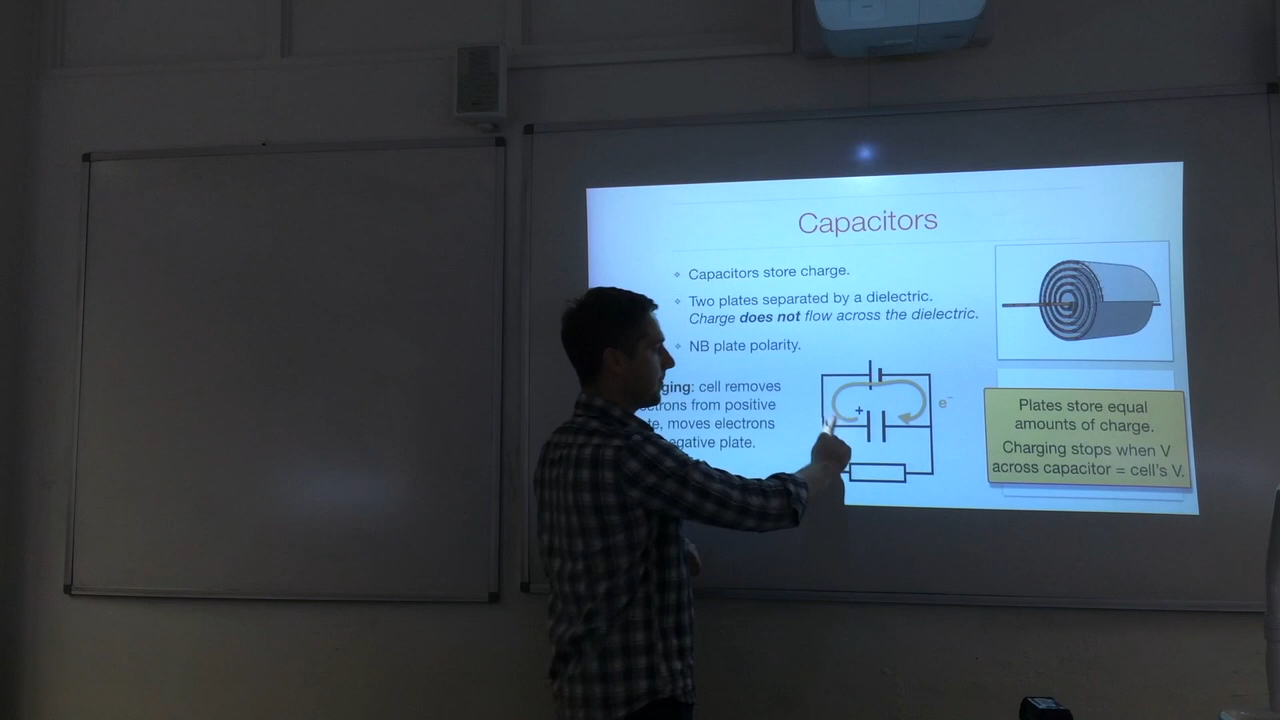 Capacitors
Capacitors store charge.
Two plates separated by a dielectric.
Charge does not flow across the dielectric.
NB plate polarity.
ging: cell removes
ctrons from positive
te, moves electrons
egative plate.
+
e⁻
Plates store equal
amounts of charge.
Charging stops when V
across capacitor = cell's V.